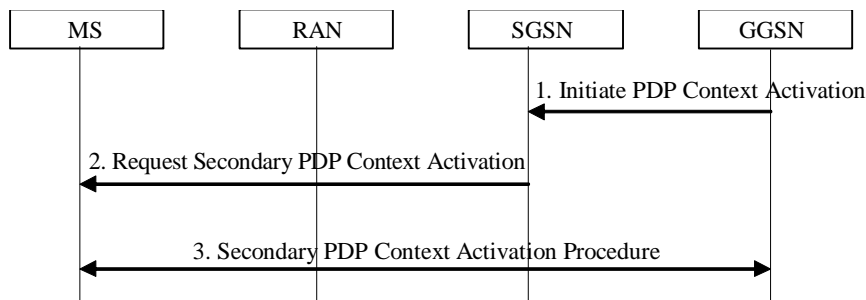 MS RAN SGSN GGSN
1. Initiate PDP Context Activation
2. Request Secondary PDP Context Activation
3. Secondary PDP Context Activation Procedure